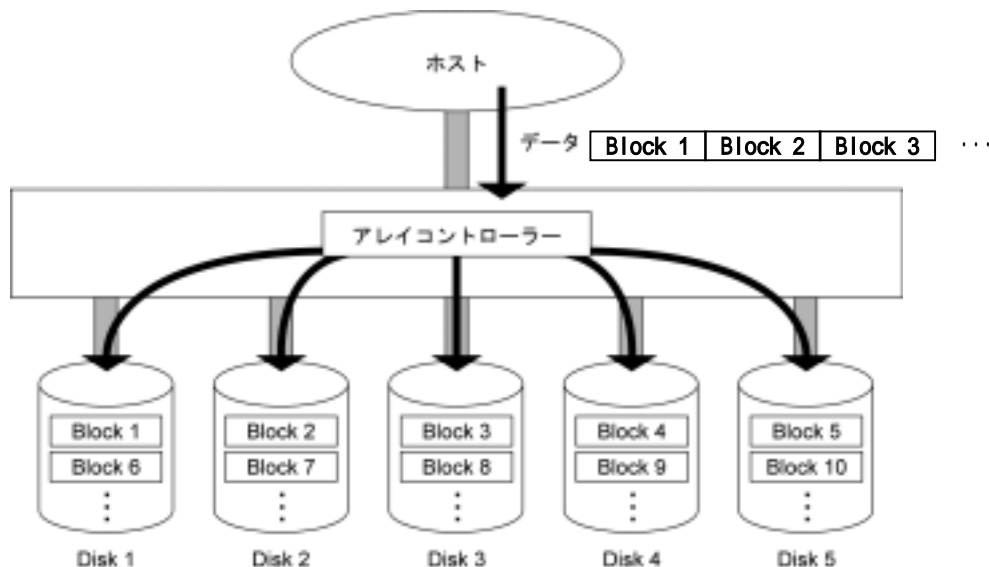 ホスト
データ Block 1 Block 2 Block 3 ...
アレイコントローラー
Block 1 Block 2 Block 3 Block 4 Block 5
Block 6 Block 7 Block 8 Block 9 Block 10
Disk 1 Disk 2 Disk 3 Disk 4 Disk 5